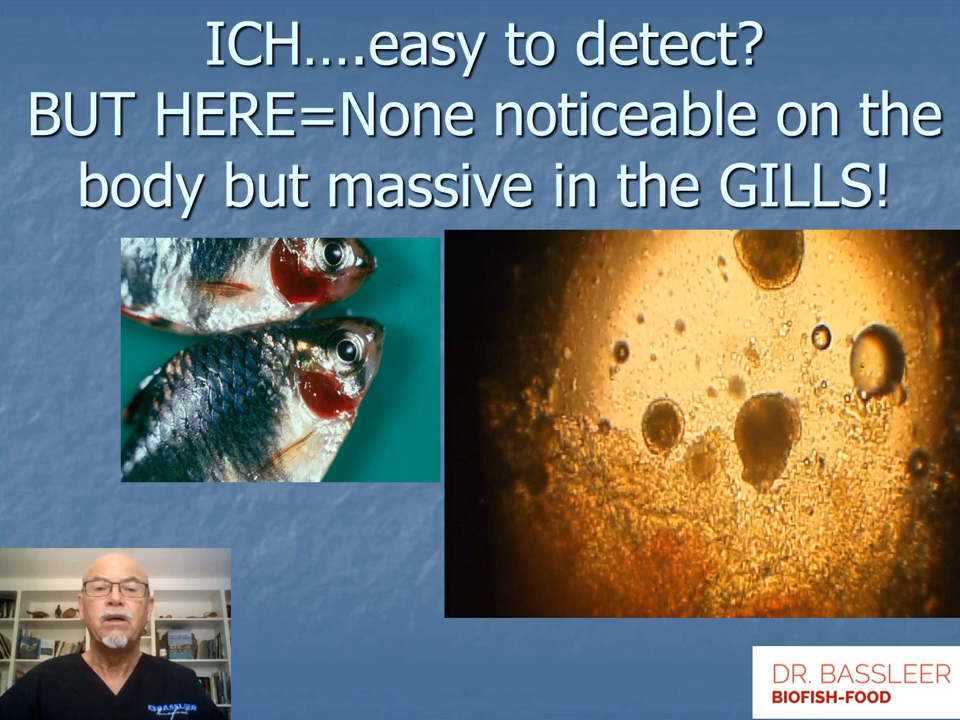 ICH….easy to detect?
BUT HERE=None noticeable on the
body but massive in the GILLS!
BASSLEER
DR. BASSLEER
BIOFISH-FOOD